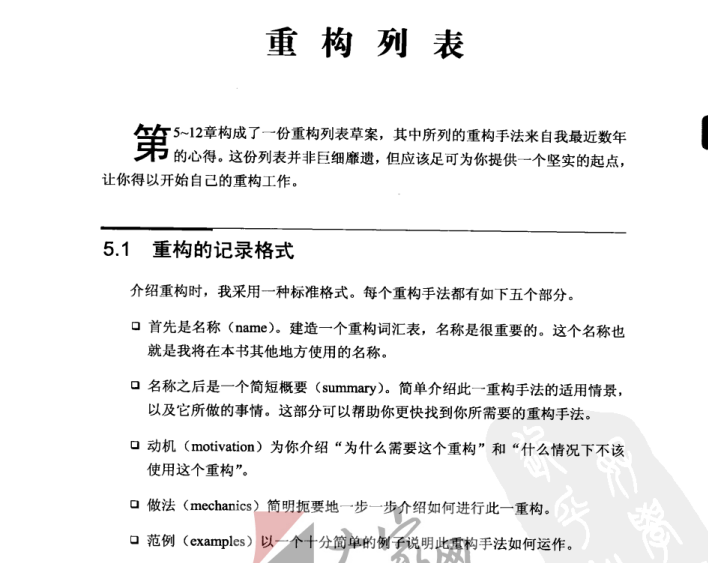 重构列表
第5~12章构成了一份重构列表草案，其中所列的重构手法来自我最近数年
的心得。这份列表并非巨细靡遗，但应该足可为你提供一个坚实的起点，
让你得以开始自己的重构工作。
5.1 重构的记录格式
介绍重构时，我采用一种标准格式。每个重构手法都有如下五个部分。
❑ 首先是名称（name）。建造一个重构词汇表，名称是很重要的。这个名称也
就是我将在本书其他地方使用的名称。
❑ 名称之后是一个简短概要（summary）。简单介绍此一重构手法的适用情景，
以及它所做的事情。这部分可以帮助你更快找到你所需要的重构手法。
❑ 动机（motivation）为你介绍“为什么需要这个重构”和“什么情况下不该
使用这个重构”。
❑ 做法（mechanics）简明扼要地一步一步介绍如何进行此一重构。
❑ 范例（examples）以一个十分简单的例子说明此重构手法如何运作。